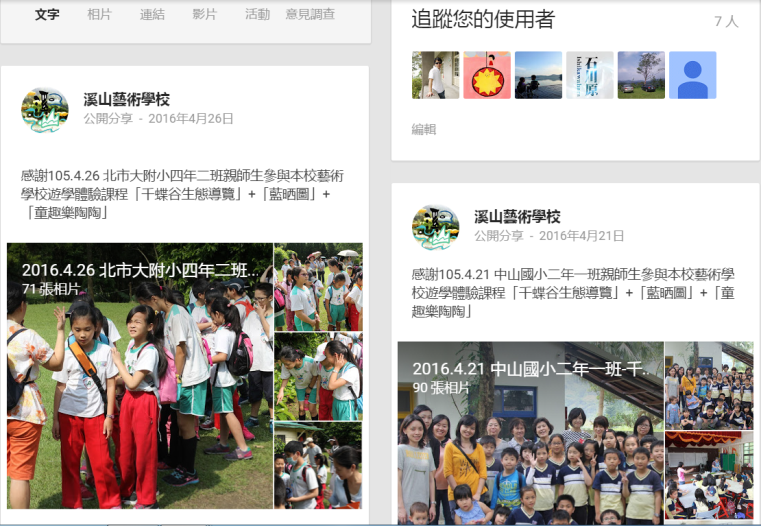 文字 相片 連結 影片 活動 意見調查
溪山藝術學校
公開分享 - 2016年4月26日
感謝105.4.26 北市大附小四年二班親師生參與本校藝術
學校遊學體驗課程「千蝶谷生態導覽」+「藍晒圖」+
「童趣樂陶陶」
2016.4.26 北市大附小四年二班...
71 張相片
追蹤您的使用者
7 人
編輯
溪山藝術學校
公開分享 - 2016年4月21日
感謝105.4.21 中山國小二年一班親師生參與本校藝術學
校遊學體驗課程「千蝶谷生態導覽」+「藍晒圖」+「童
趣樂陶陶」
2016.4.21 中山國小二年一班-千...
90 張相片